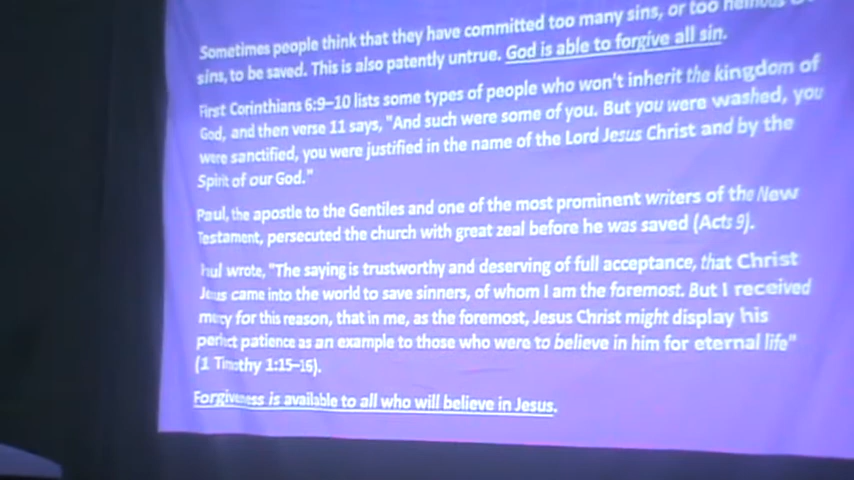 Sometimes people think that they have committed too many sins, or too heinous
sins, to be saved. This is also patently untrue. God is able to forgive all sin.
First Corinthians 6:9–10 lists some types of people who won't inherit the kingdom of
God, and then verse 11 says, "And such were some of you. But you were washed, you
were sanctified, you were justified in the name of the Lord Jesus Christ and by the
Spirit of our God."
Paul, the apostle to the Gentiles and one of the most prominent writers of the New
Testament, persecuted the church with great zeal before he was saved (Acts 9).
Paul wrote, "The saying is trustworthy and deserving of full acceptance, that Christ
Jesus came into the world to save sinners, of whom I am the foremost. But I received
mercy for this reason, that in me, as the foremost, Jesus Christ might display his
perfect patience as an example to those who were to believe in him for eternal life"
(1 Timothy 1:15–16).
Forgiveness is available to all who will believe in Jesus.